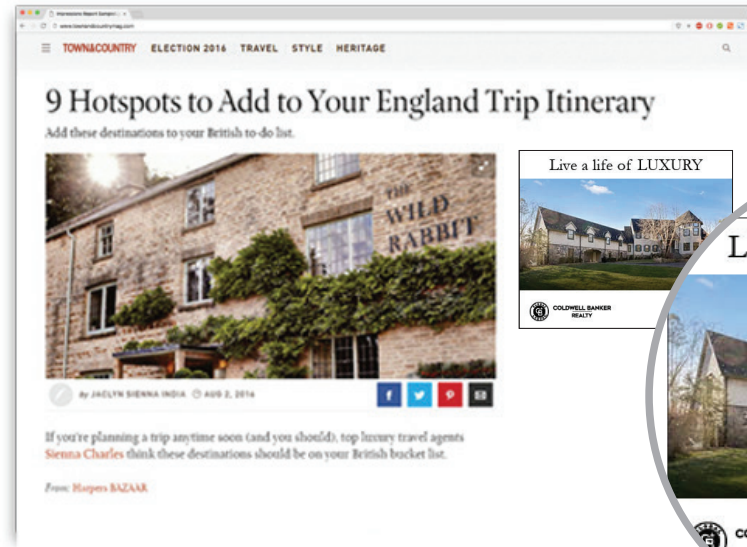 www.townandcountrymag.com
TOWN&COUNTRY ELECTION 2016 TRAVEL STYLE HERITAGE
9 Hotspots to Add to Your England Trip Itinerary
Add these destinations to your British to-do list.
THE
WILD
RABBIT
by JACLYN SIENNA INDIA AUG 2, 2016
If you're planning a trip anytime soon (and you should), top luxury travel agents
Sienna Charles think these destinations should be on your British bucket list.
From: Harpers BAZAAR
Live a life of LUXURY
COLDWELL BANKER
REALTY
L
CO